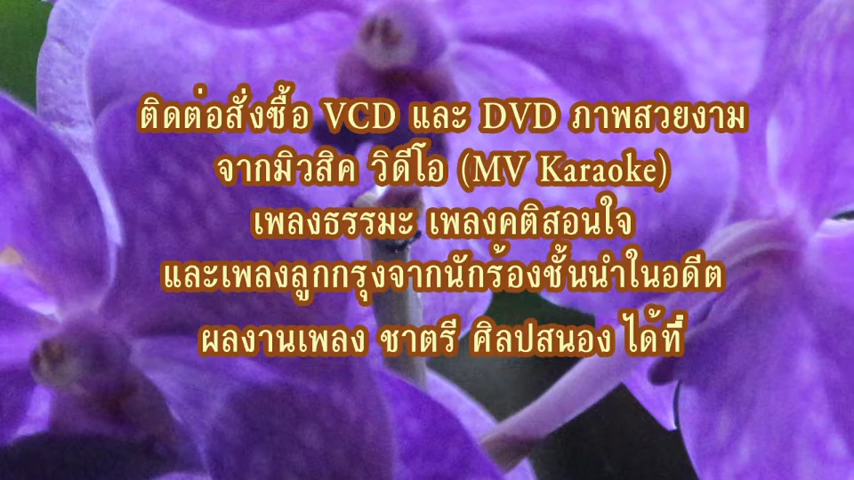 ติดต่อสั่งซื้อ VCD และ DVD ภาพสวยงาม
จากมิวสิค วิดีโอ (MV Karaoke)
เพลงธรรมะ เพลงคติสอนใจ
และเพลงลูกกรุงจากนักร้องชั้นนำในอดีต
ผลงานเพลง ชาตรี ศิลปสนอง ได้ที่